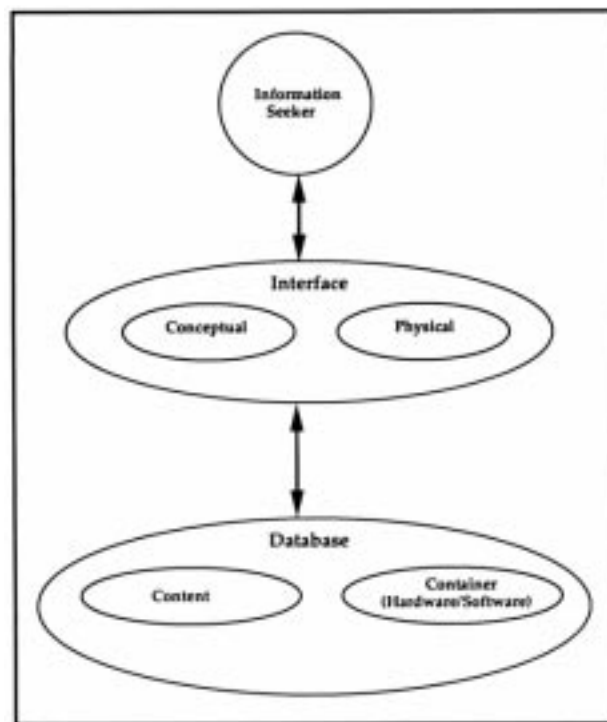 Information
Seeker
Interface
Conceptual
Physical
Database
Content
Container
(Hardware/Software)